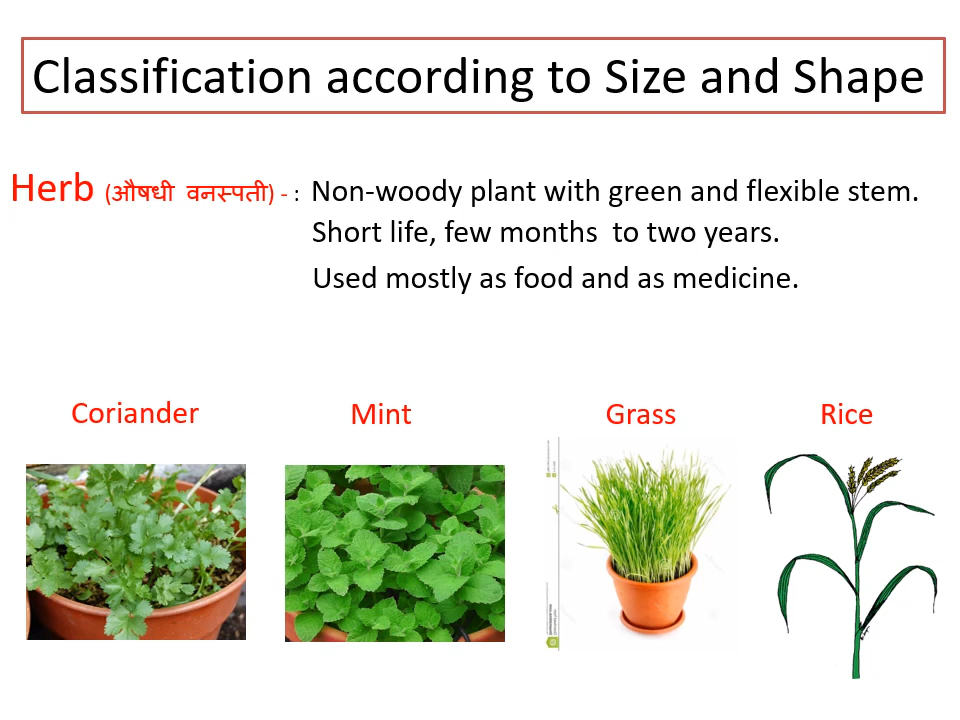 Classification according to Size and Shape
Herb (औषधी वनस्पती) - : Non-woody plant with green and flexible stem.
Short life, few months to two years.
Used mostly as food and as medicine.
Coriander Mint Grass Rice